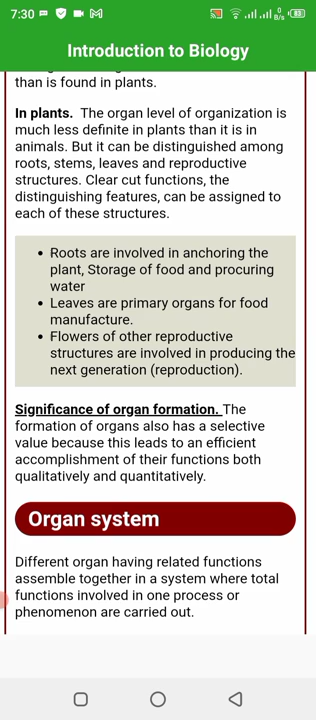 7:30
B/s 83
Introduction to Biology
than is found in plants.
In plants. The organ level of organization is
much less definite in plants than it is in
animals. But it can be distinguished among
roots, stems, leaves and reproductive
structures. Clear cut functions, the
distinguishing features, can be assigned to
each of these structures.
• Roots are involved in anchoring the
plant, Storage of food and procuring
water
• Leaves are primary organs for food
manufacture.
• Flowers of other reproductive
structures are involved in producing the
next generation (reproduction).
Significance of organ formation. The
formation of organs also has a selective
value because this leads to an efficient
accomplishment of their functions both
qualitatively and quantitatively.
Organ system
Different organ having related functions
assemble together in a system where total
functions involved in one process or
phenomenon are carried out.